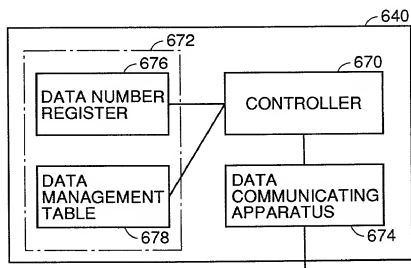 640
672
676
670
DATA NUMBER
REGISTER
CONTROLLER
DATA
MANAGEMENT
TABLE
DATA
COMMUNICATING
APPARATUS
678
674